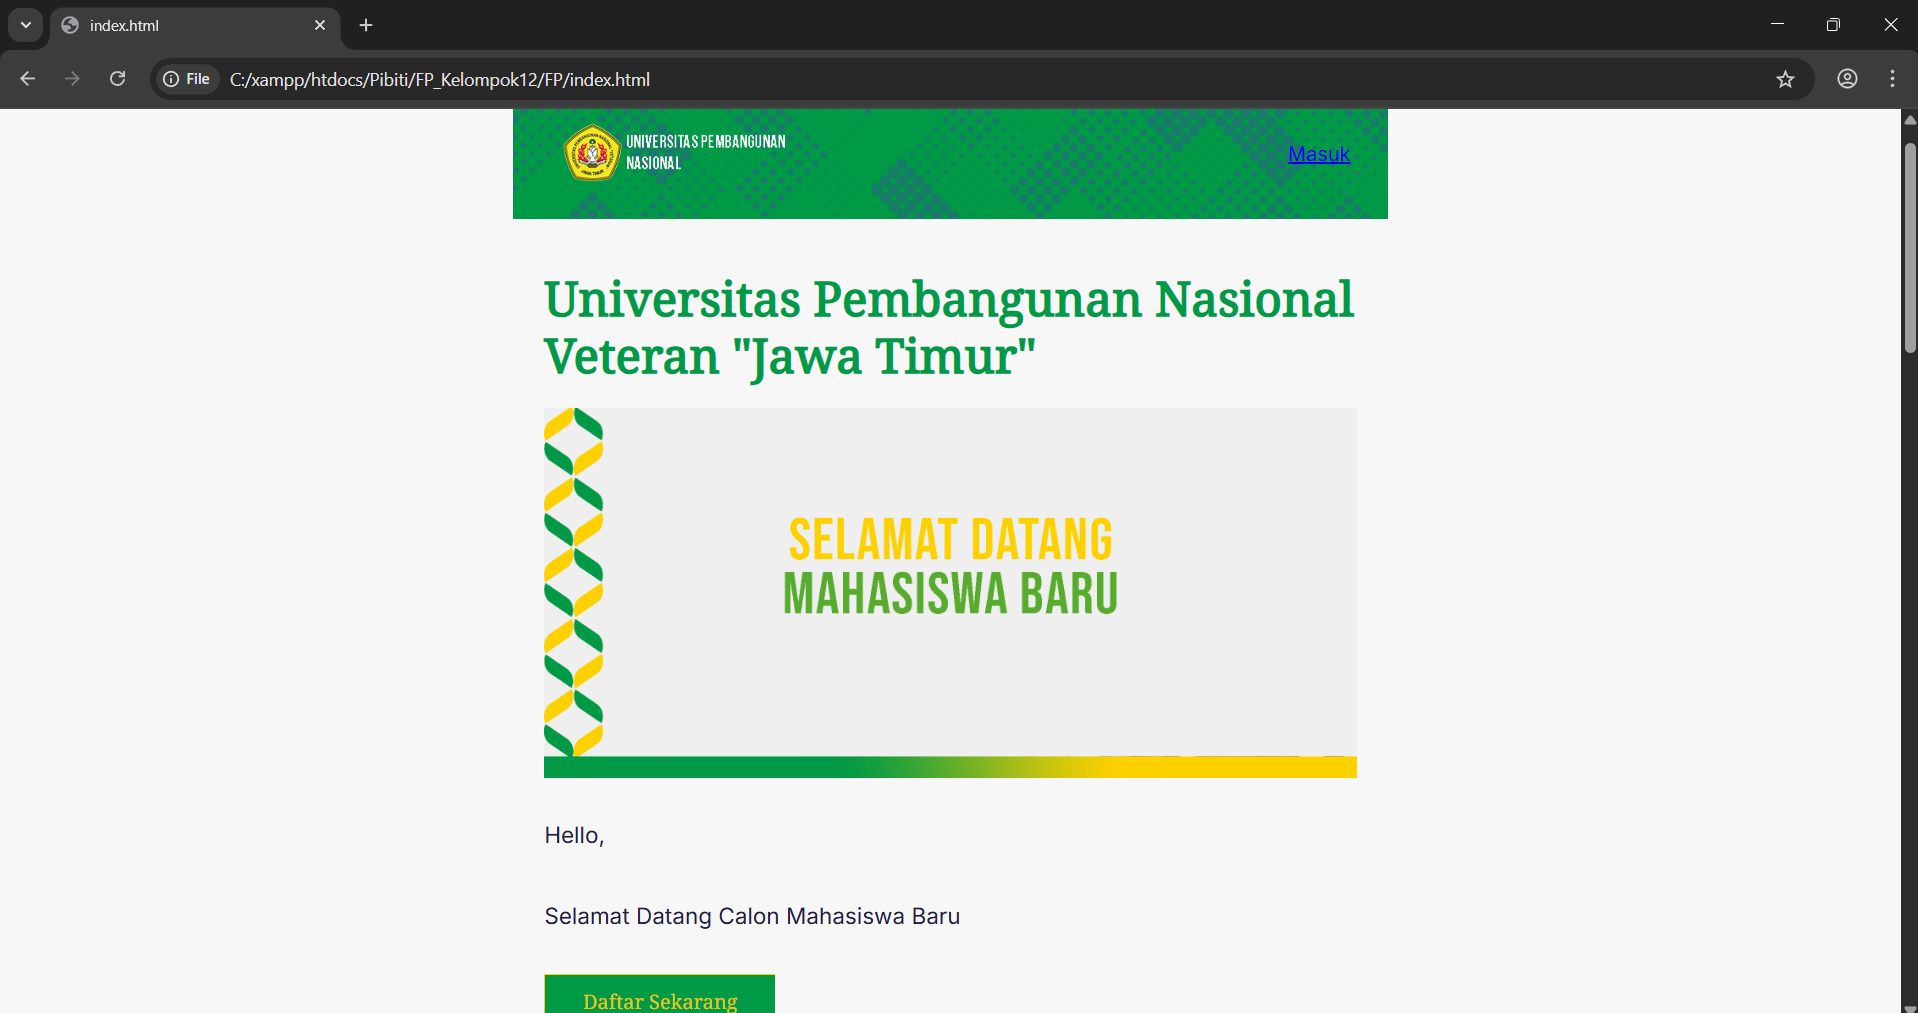 index.html
File
C:/xampp/htdocs/Pibiti/FP_Kelompok12/FP/index.html
UNIVERSITAS PEMBANGUNAN
NASIONAL
Masuk
Universitas Pembangunan Nasional
Veteran "Jawa Timur"
SELAMAT DATANG
MAHASISWA BARU
Hello,
Selamat Datang Calon Mahasiswa Baru
Daftar Sekarang